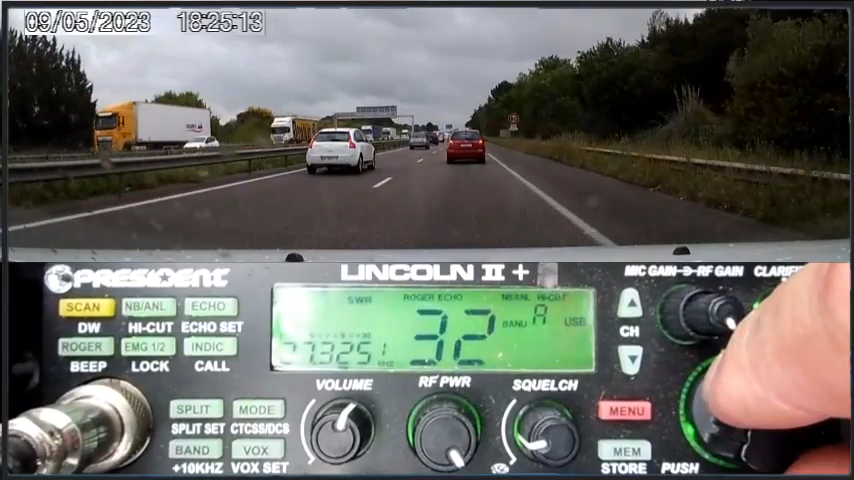 09/05/2023 18:25:13
PRESIDENT LINCOLN II + MIC GAIN RF GAIN
SCAN NB/ANL ECHO
DW HI-CUT ECHO SET
ROGER EMG 1/2 INDIC
BEEP LOCK CALL
SWR ROGER ECHO NB/ANL HI-CUT
32 BAND A USB
27.3251
CH
VOLUME RF PWR SQUELCH
SPLIT MODE
SPLIT SET CTCSS/DCS
BAND VOX
+10KHZ VOX SET
MENU
MEM
STORE PUSH